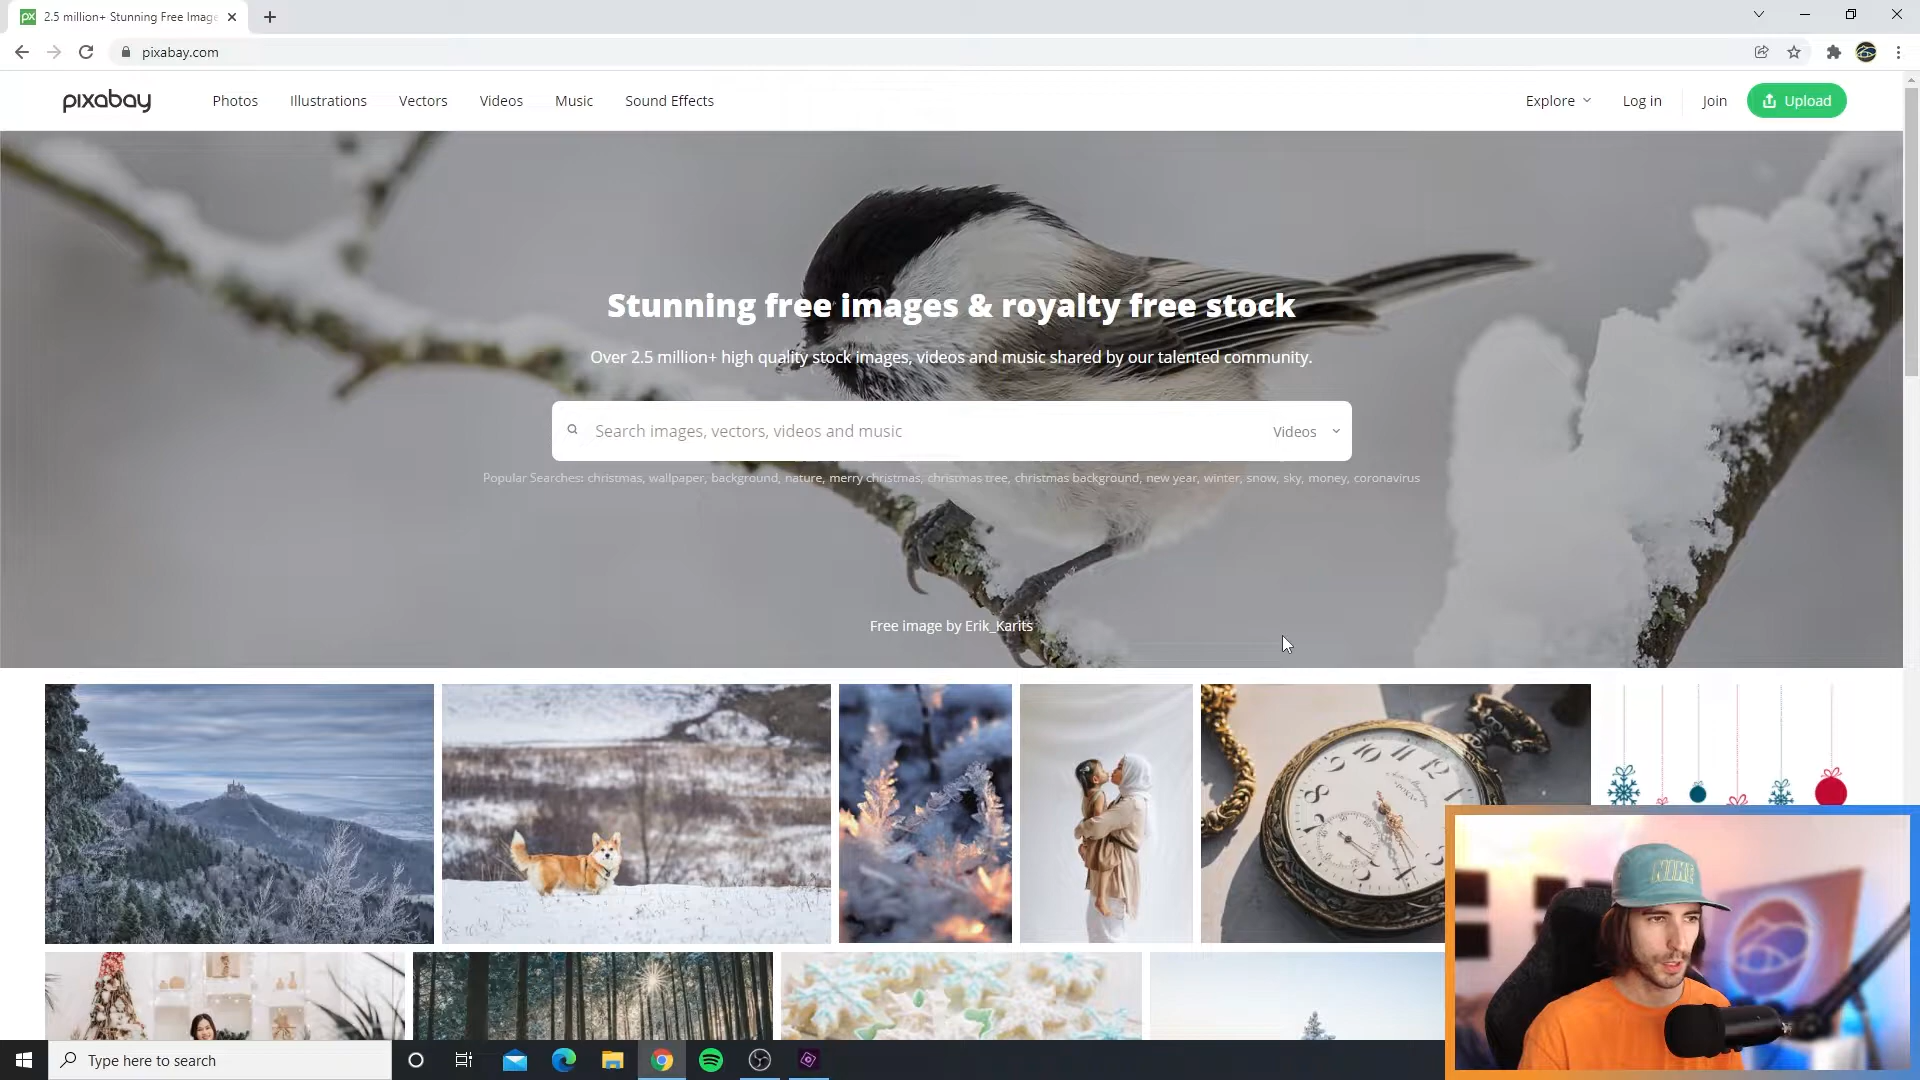 px 2.5 million+ Stunning Free Image
pixabay.com
pixabay Photos Illustrations Vectors Videos Music Sound Effects Explore Log in Join Upload
Stunning free images & royalty free stock
Over 2.5 million+ high quality stock images, videos and music shared by our talented community.
Search images, vectors, videos and music Videos
Popular Searches: christmas, wallpaper, background, nature, merry christmas, christmas tree, christmas background, new year, winter, snow, sky, money, coronavirus
Free image by Erik_Karits
Type here to search